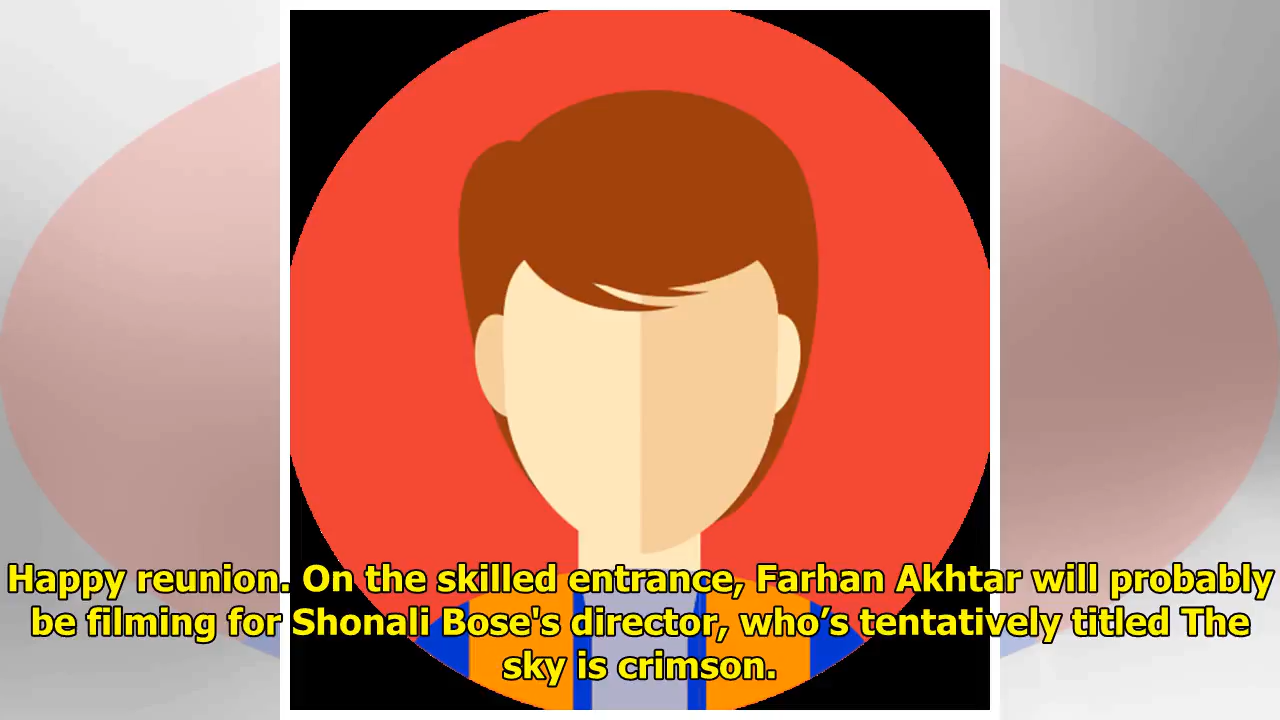 Happy reunion. On the skilled entrance, Farhan Akhtar will probably
be filming for Shonali Bose's director, who’s tentatively titled The
sky is crimson.